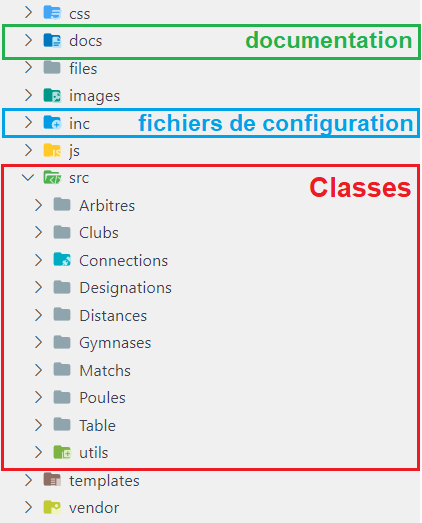 css
docs documentation
files
images
inc fichiers de configuration
js
src Classes
Arbitres
Clubs
Connections
Designations
Distances
Gymnases
Matchs
Poules
Table
utils
templates
vendor